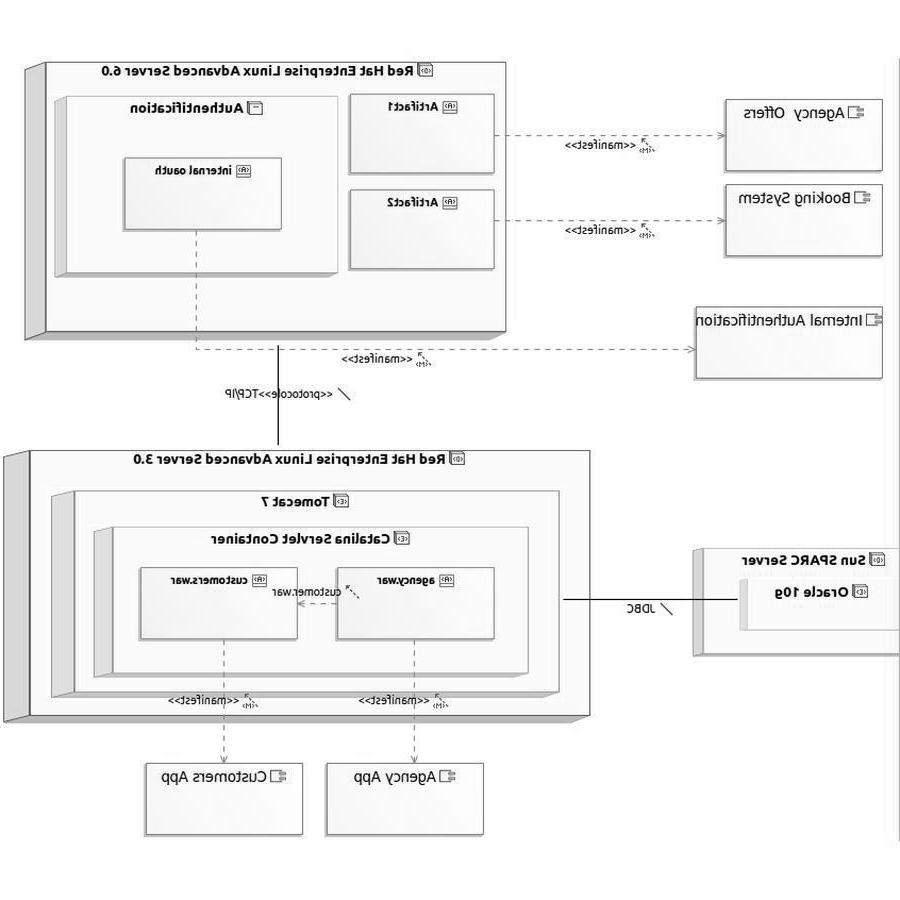 Red Hat Enterprise Linux Advanced Server 6.0
Authentification
internal oauth
Artifact1
Artifact2
<<manifest>>
Agency Offers
<<manifest>>
Booking System
<<manifest>>
Internal Authentification
<<protocole>>TCP/IP
Red Hat Enterprise Linux Advanced Server 3.0
Tomecat 7
Catalina Servlet Container
customers.war
customer.war
agency.war
<<manifest>>
<<manifest>>
Customers App
Agency App
JDBC
Sun SPARC Server
Oracle 10g